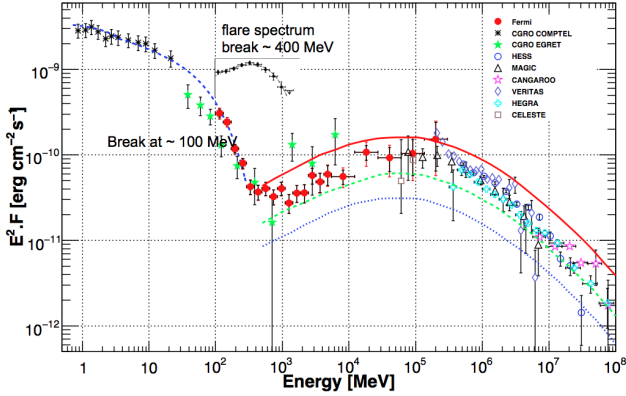 flare spectrum
break ~ 400 MeV
Break at ~ 100 MeV
Fermi
CGRO COMPTEL
CGRO EGRET
HESS
MAGIC
CANGAROO
VERITAS
HEGRA
CELESTE
E².F [erg cm⁻² s⁻]
10⁻⁹
10⁻¹⁰
10⁻¹¹
10⁻¹²
1 10 10² 10³ 10⁴ 10⁵ 10⁶ 10⁷ 10⁸
Energy [MeV]